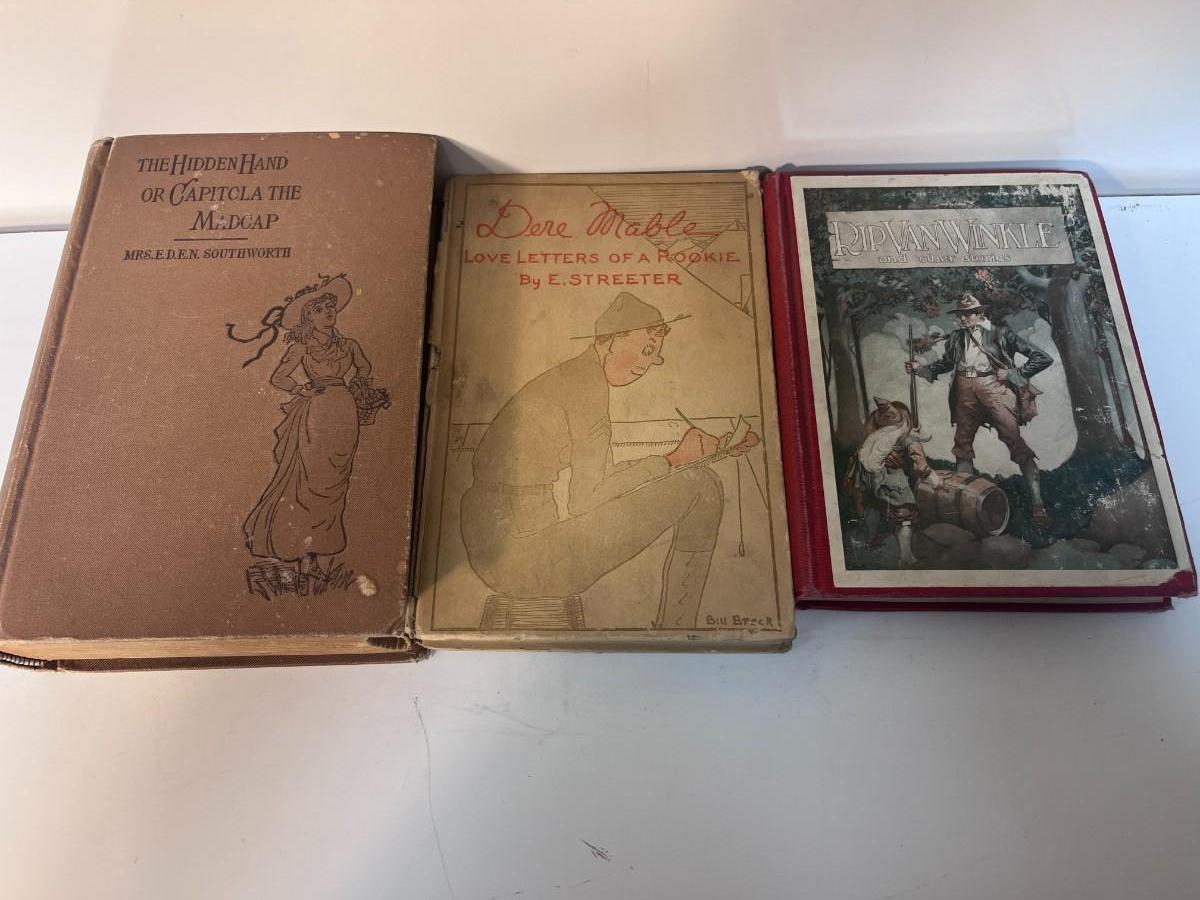 THE HIDDEN HAND
OR CAPITOLA THE
MADCAP
MRS. E.D.E.N. SOUTHWORTH
Dere Mable
LOVE LETTERS OF A ROOKIE
By E. STREETER
Bill Breck
RIP VAN WINKLE
and other stories